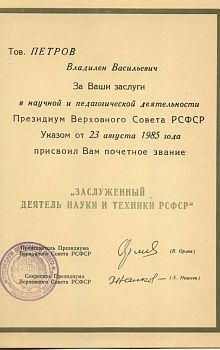 Тов. ПЕТРОВ
Владилен Васильевич
За Ваши заслуги
в научной и педагогической деятельности
Президиум Верховного Совета РСФСР
Указом от 23 августа 1985 года
присвоил Вам почетное звание
„ЗАСЛУЖЕННЫЙ
ДЕЯТЕЛЬ НАУКИ И ТЕХНИКИ РСФСР“
Председатель Президиума
Верховного Совета РСФСР
(В. Орлов)
Секретарь Президиума
Верховного Совета РСФСР
(Х. Нешков)